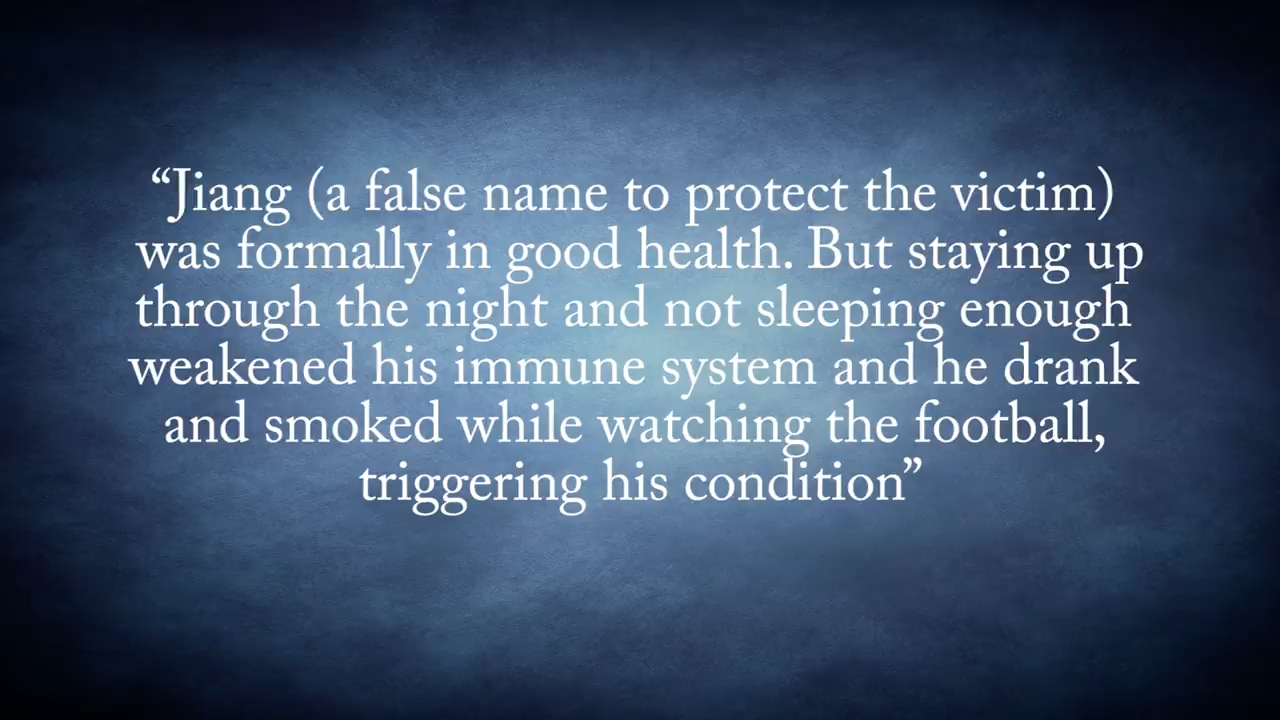 “Jiang (a false name to protect the victim)
was formally in good health. But staying up
through the night and not sleeping enough
weakened his immune system and he drank
and smoked while watching the football,
triggering his condition”